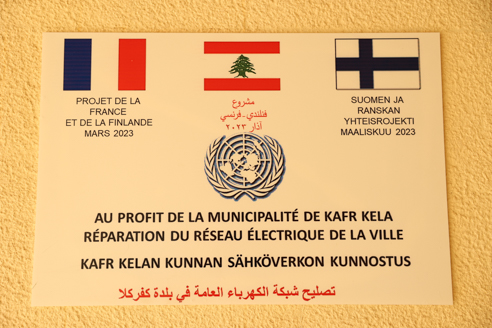 PROJET DE LA
FRANCE
ET DE LA FINLANDE
MARS 2023
مشروع
فنلندي-فرنسي
آذار ٢٠٢٣
SUOMEN JA
RANSKAN
YHTEISROJEKTI
MAALISKUU 2023
AU PROFIT DE LA MUNICIPALITÉ DE KAFR KELA
RÉPARATION DU RÉSEAU ÉLECTRIQUE DE LA VILLE
KAFR KELAN KUNNAN SÄHKÖVERKON KUNNOSTUS
تصليح شبكة الكهرباء العامة في بلدة كفركلا